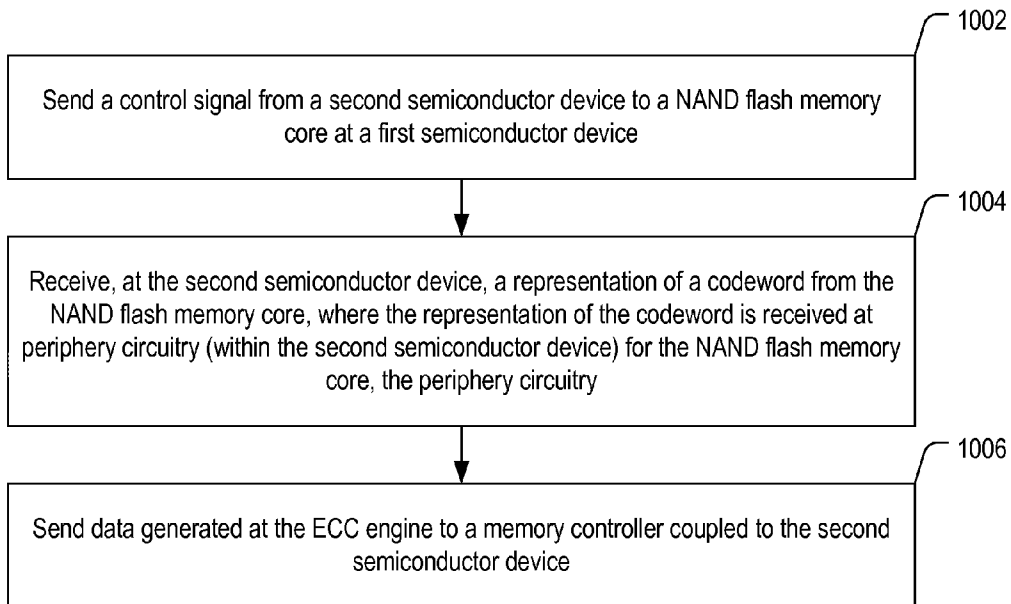 1002
Send a control signal from a second semiconductor device to a NAND flash memory
core at a first semiconductor device
1004
Receive, at the second semiconductor device, a representation of a codeword from the
NAND flash memory core, where the representation of the codeword is received at
periphery circuitry (within the second semiconductor device) for the NAND flash memory
core, the periphery circuitry
1006
Send data generated at the ECC engine to a memory controller coupled to the second
semiconductor device